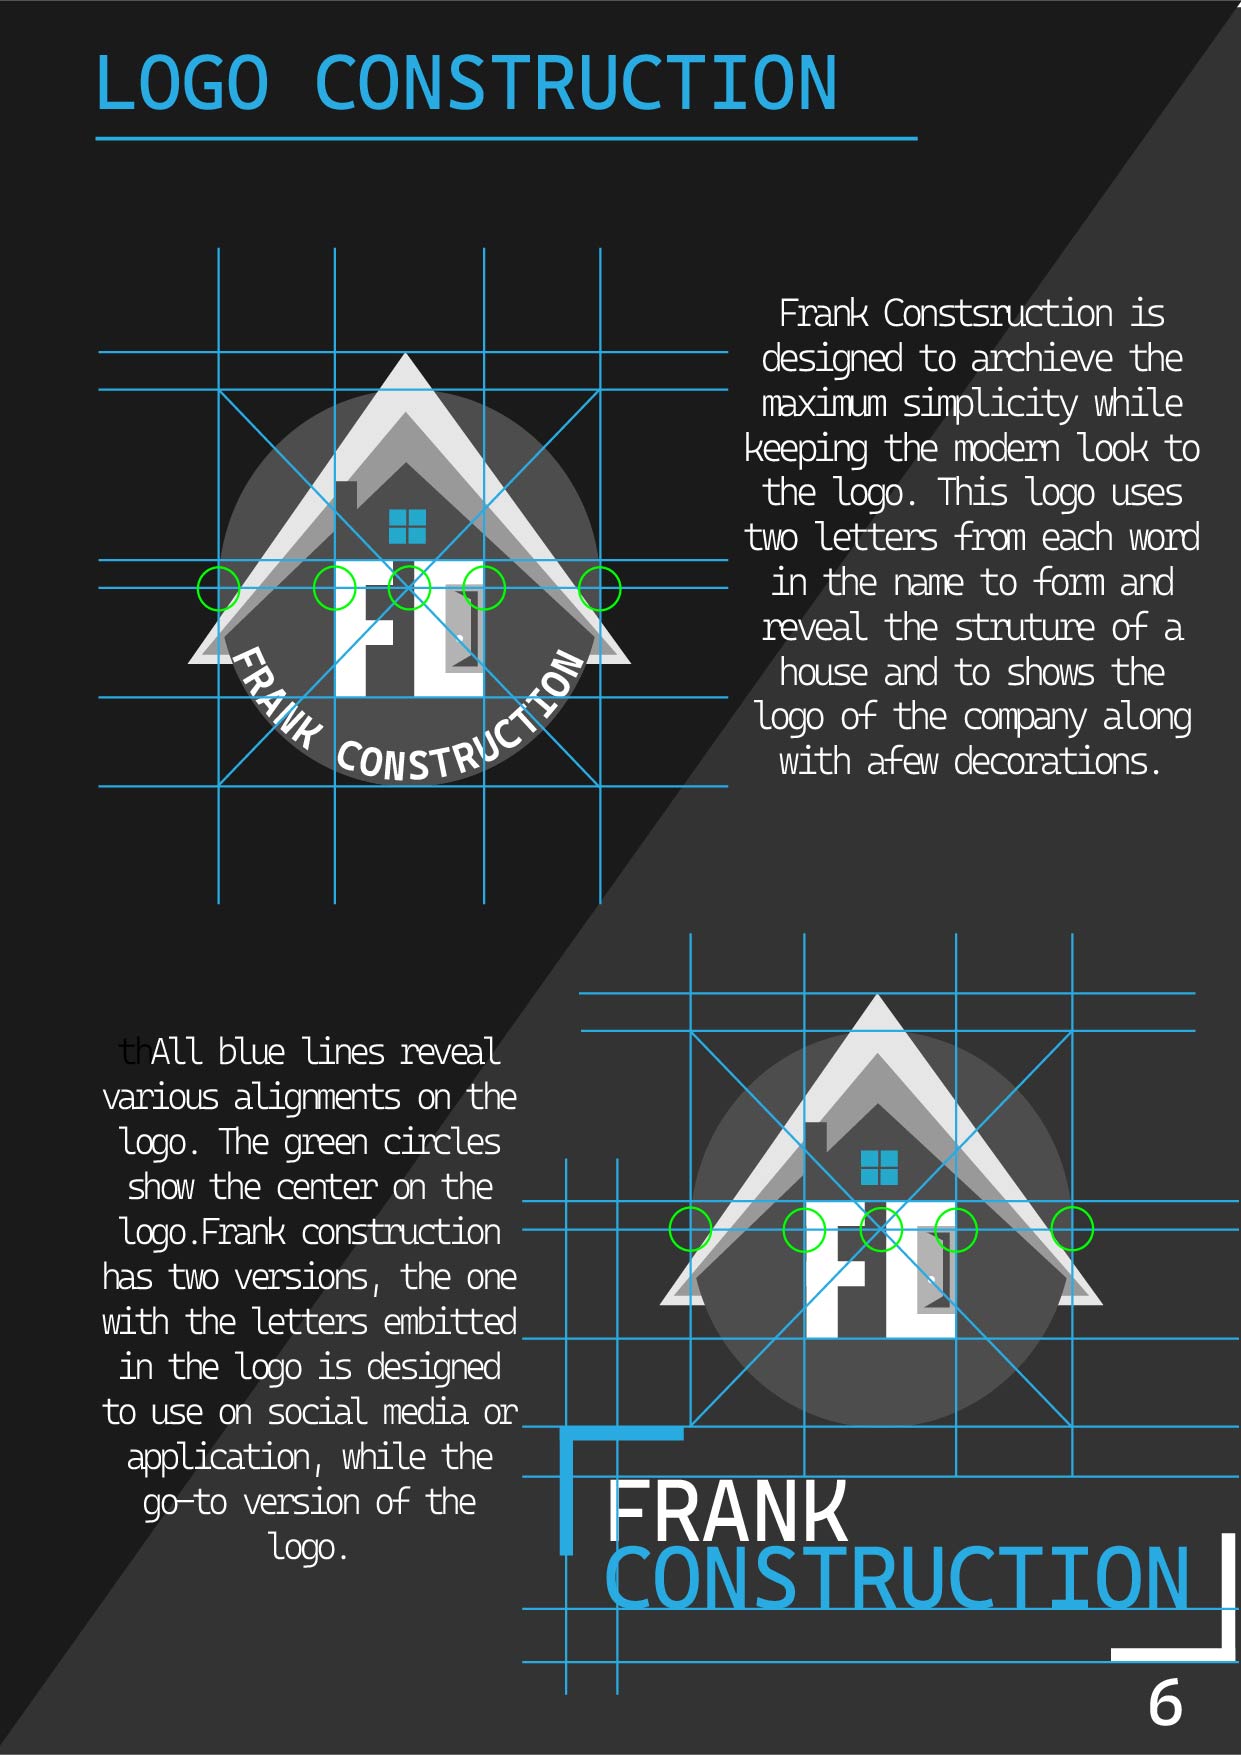 LOGO CONSTRUCTION
Frank Constsruction is
designed to archieve the
maximum simplicity while
keeping the modern look to
the logo. This logo uses
two letters from each word
in the name to form and
reveal the struture of a
house and to shows the
logo of the company along
with afew decorations.
FC
FRANK CONSTRUCTION
thAll blue lines reveal
various alignments on the
logo. The green circles
show the center on the
logo.Frank construction
has two versions, the one
with the letters embitted
in the logo is designed
to use on social media or
application, while the
go-to version of the
logo.
FC
FRANK
CONSTRUCTION
6